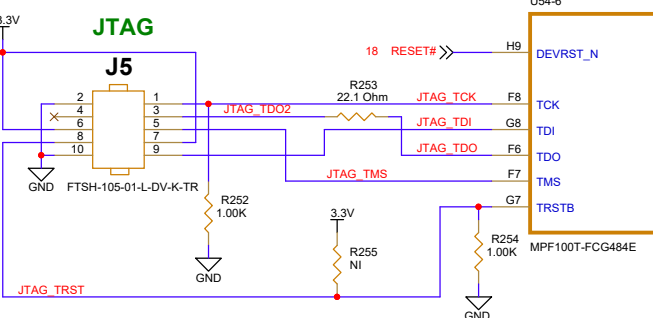 U54-6
3.3V
JTAG
J5
18 RESET#
H9 DEVRST_N
R253
22.1 Ohm
JTAG_TCK
F8 TCK
JTAG_TDO2
JTAG_TDI
G8 TDI
JTAG_TDO
F6 TDO
JTAG_TMS
F7 TMS
G7 TRSTB
2 1
4 3
6 5
8 7
10 9
GND
FTSH-105-01-L-DV-K-TR
R252
1.00K
GND
3.3V
R255
NI
R254
1.00K
MPF100T-FCG484E
JTAG_TRST
GND